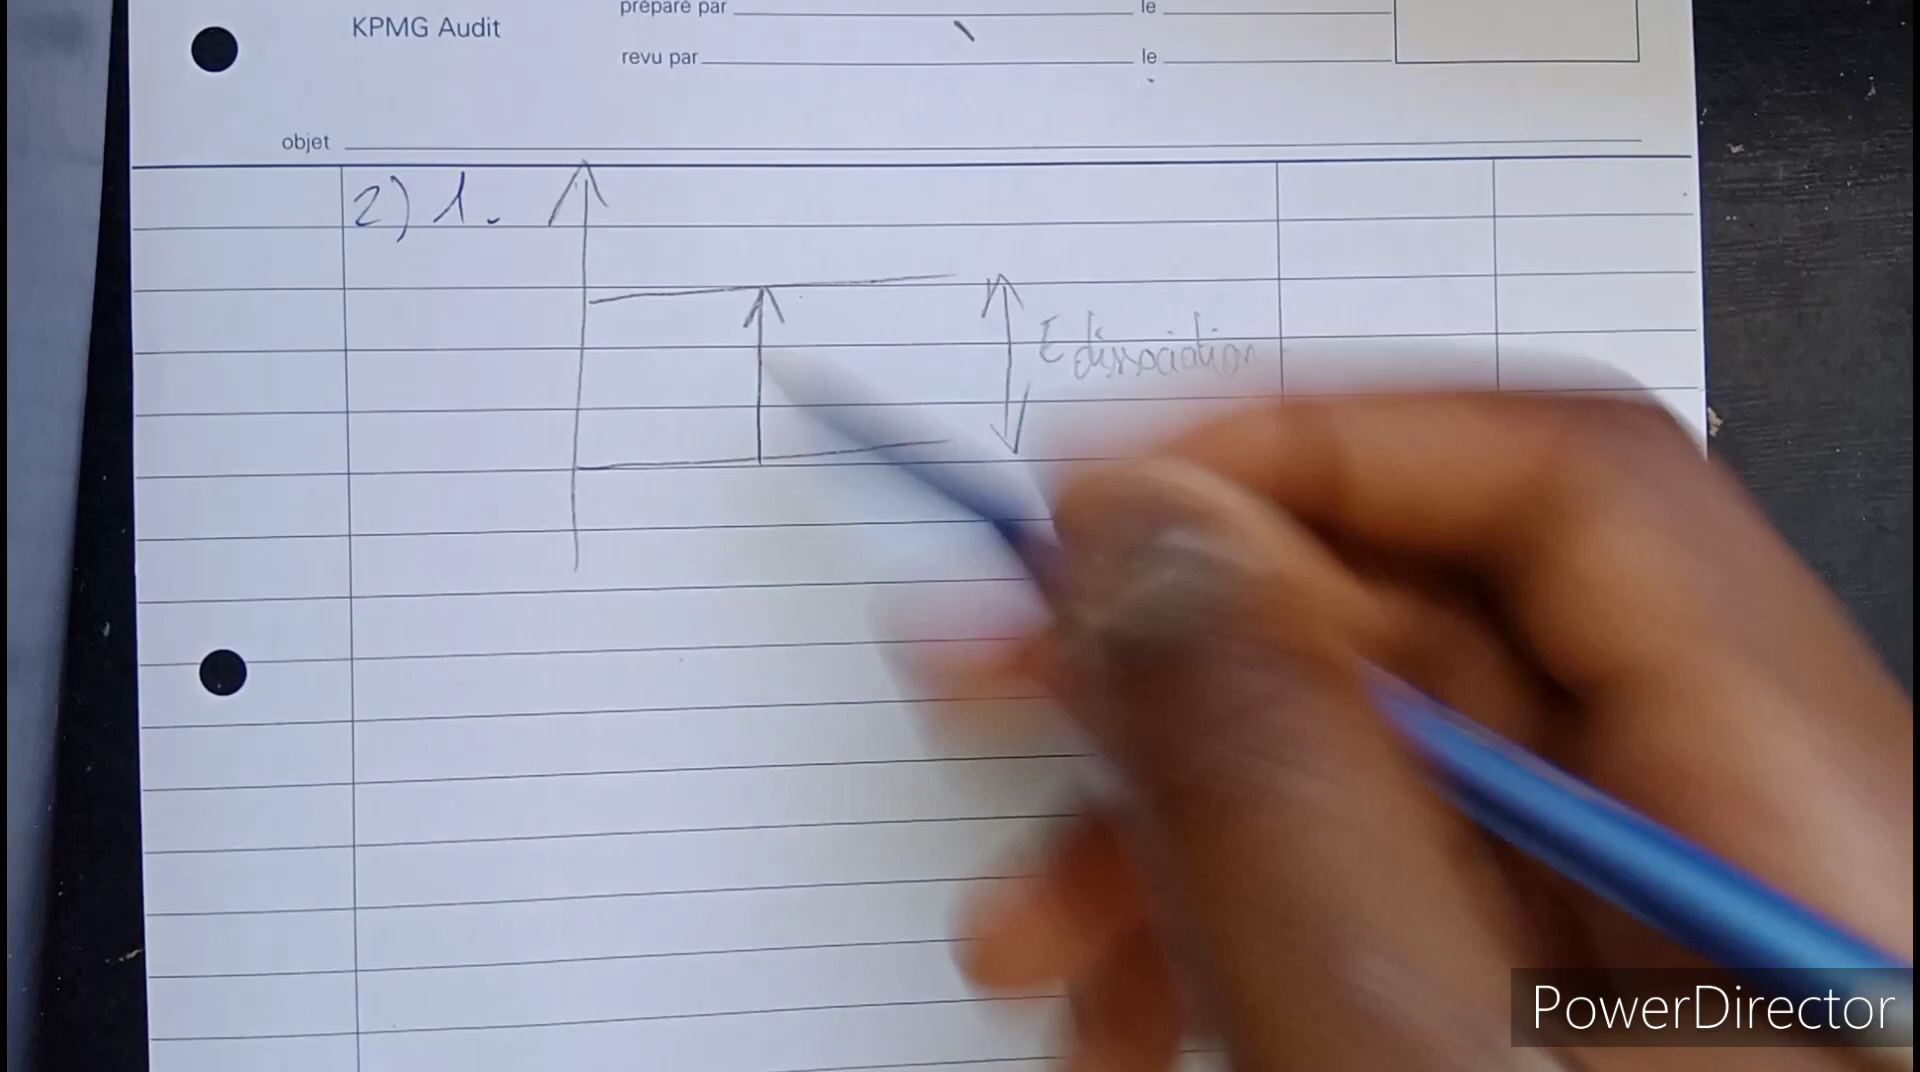 préparé par le
KPMG Audit
revu par le
objet
2) 1.
E dissociation
PowerDirector